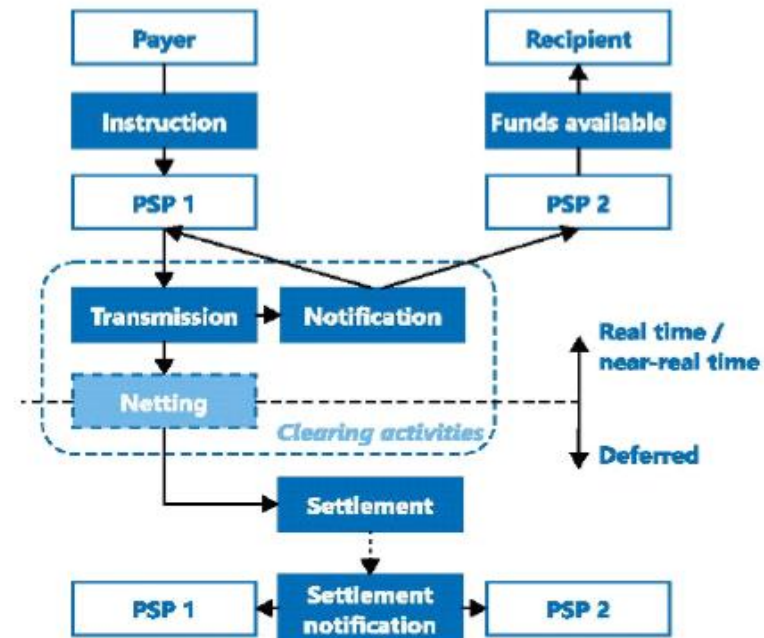 Payer
Recipient
Instruction
Funds available
PSP 1
PSP 2
Transmission
Notification
Real time /
near-real time
Netting
Clearing activities
Deferred
Settlement
PSP 1
Settlement
notification
PSP 2